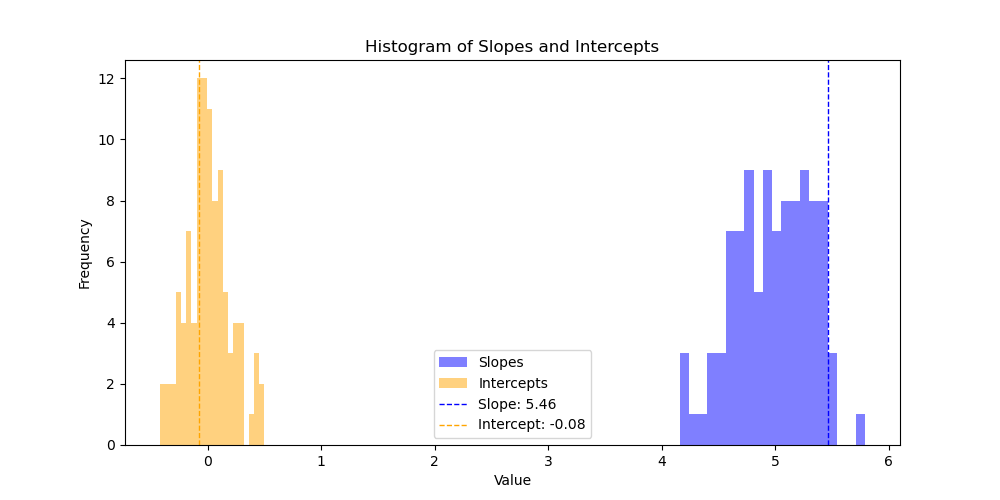 Histogram of Slopes and Intercepts
Frequency
12
10
8
6
4
2
0
Slopes
Intercepts
Slope: 5.46
Intercept: -0.08
0 1 2 3 4 5 6
Value